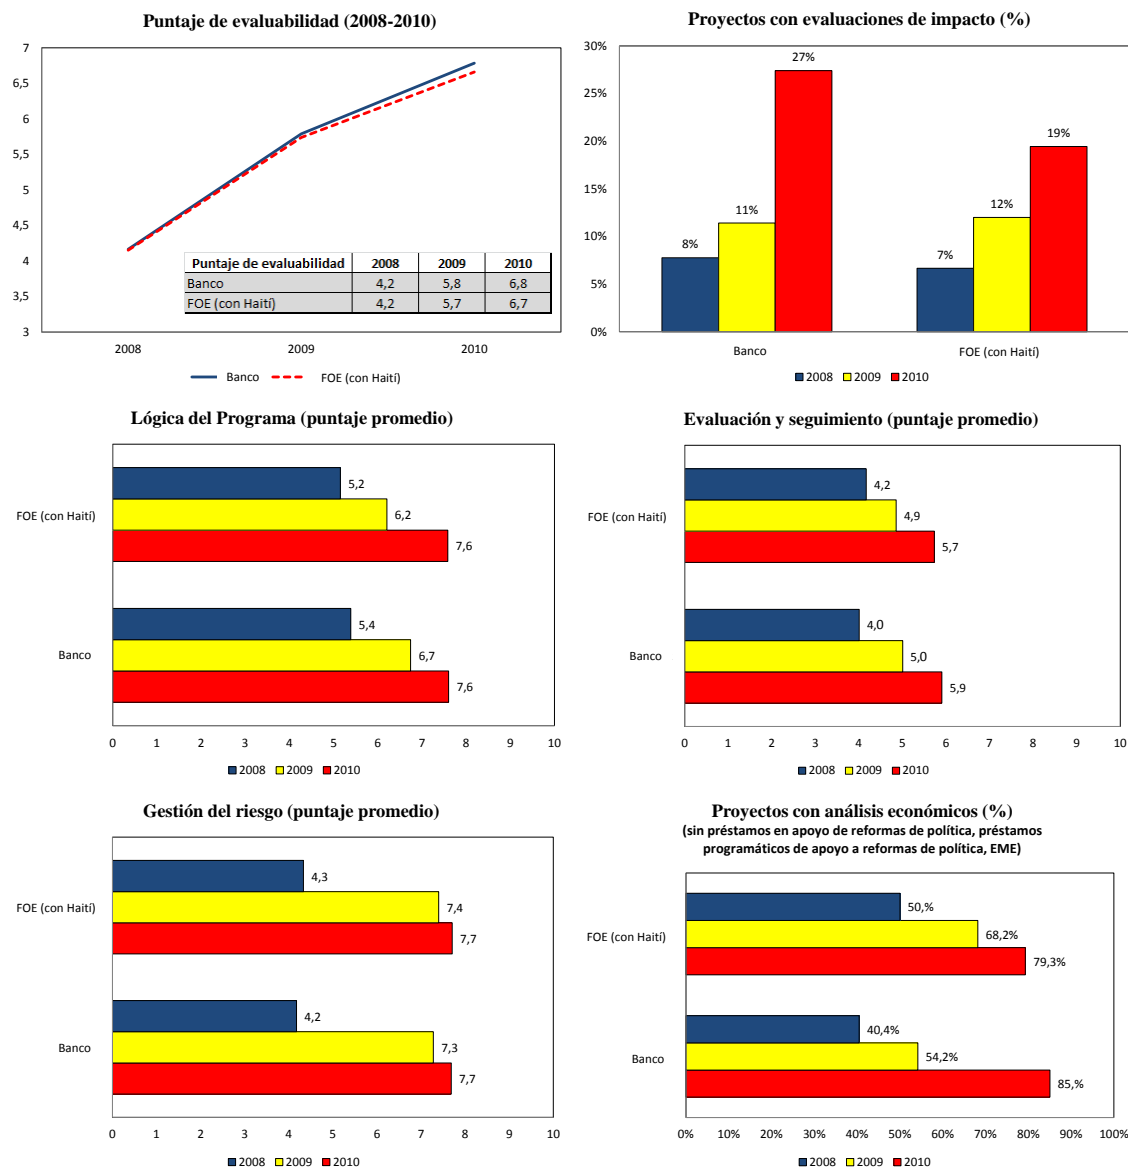 Puntaje de evaluabilidad (2008-2010)
7
6,5
6
5,5
5
4,5
4
3,5
3
Puntaje de evaluabilidad 2008 2009 2010
Banco 4,2 5,8 6,8
FOE (con Haití) 4,2 5,7 6,7
2008 2009 2010
Banco FOE (con Haití)
Proyectos con evaluaciones de impacto (%)
30%
25%
20%
15%
10%
5%
0%
8% 11% 27% 7% 12% 19%
Banco FOE (con Haití)
2008 2009 2010
Lógica del Programa (puntaje promedio)
FOE (con Haití)
5,2
6,2
7,6
Banco
5,4
6,7
7,6
0 1 2 3 4 5 6 7 8 9 10
2008 2009 2010
Evaluación y seguimiento (puntaje promedio)
FOE (con Haití)
4,2
4,9
5,7
Banco
4,0
5,0
5,9
0 1 2 3 4 5 6 7 8 9 10
2008 2009 2010
Gestión del riesgo (puntaje promedio)
FOE (con Haití)
4,3
7,4
7,7
Banco
4,2
7,3
7,7
0 1 2 3 4 5 6 7 8 9 10
2008 2009 2010
Proyectos con análisis económicos (%)
(sin préstamos en apoyo de reformas de política, préstamos
programáticos de apoyo a reformas de política, EME)
FOE (con Haití)
50,%
68,2%
79,3%
Banco
40,4%
54,2%
85,%
0% 10% 20% 30% 40% 50% 60% 70% 80% 90% 100%
2008 2009 2010